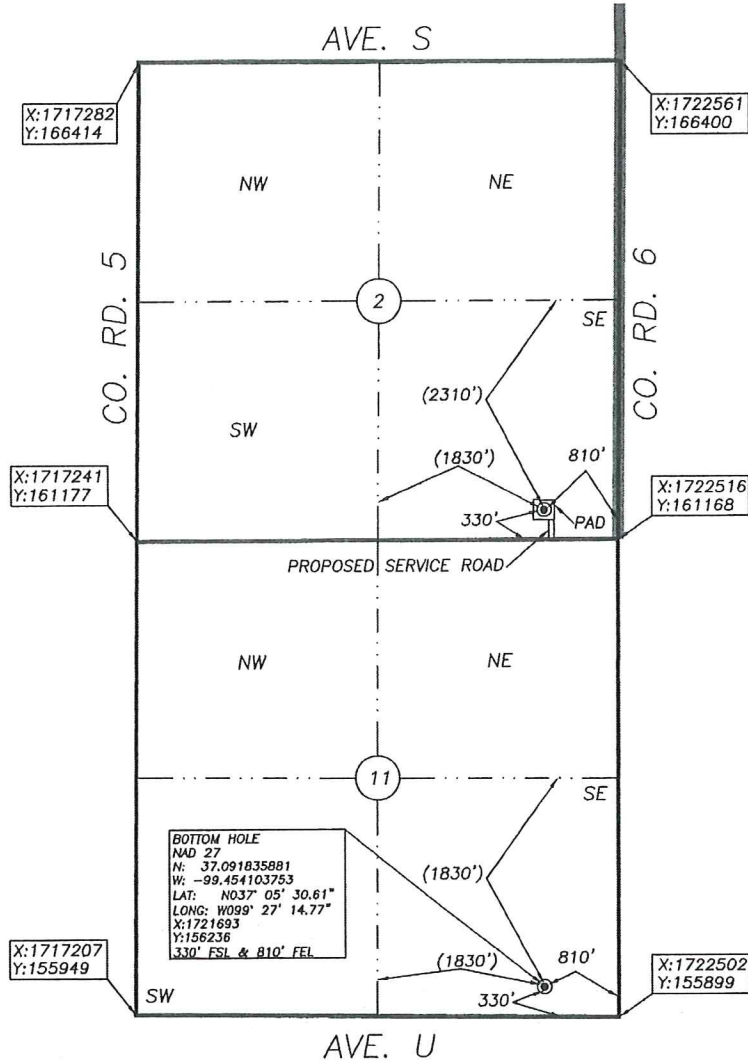 AVE. S
X:1717282
Y:166414
X:1722561
Y:166400
NW
NE
CO. RD. 5
CO. RD. 6
2
SE
(2310')
SW
(1830')
810'
X:1717241
Y:161177
X:1722516
Y:161168
330'
PAD
PROPOSED SERVICE ROAD
NW
NE
11
SE
BOTTOM HOLE
NAD 27
N: 37.091835881
W: -99.454103753
LAT: N037° 05' 30.61"
LONG: W099° 27' 14.77"
X:1721693
Y:156236
330' FSL & 810' FEL
(1830')
(1830')
810'
X:1717207
Y:155949
X:1722502
Y:155899
SW
330'
AVE. U